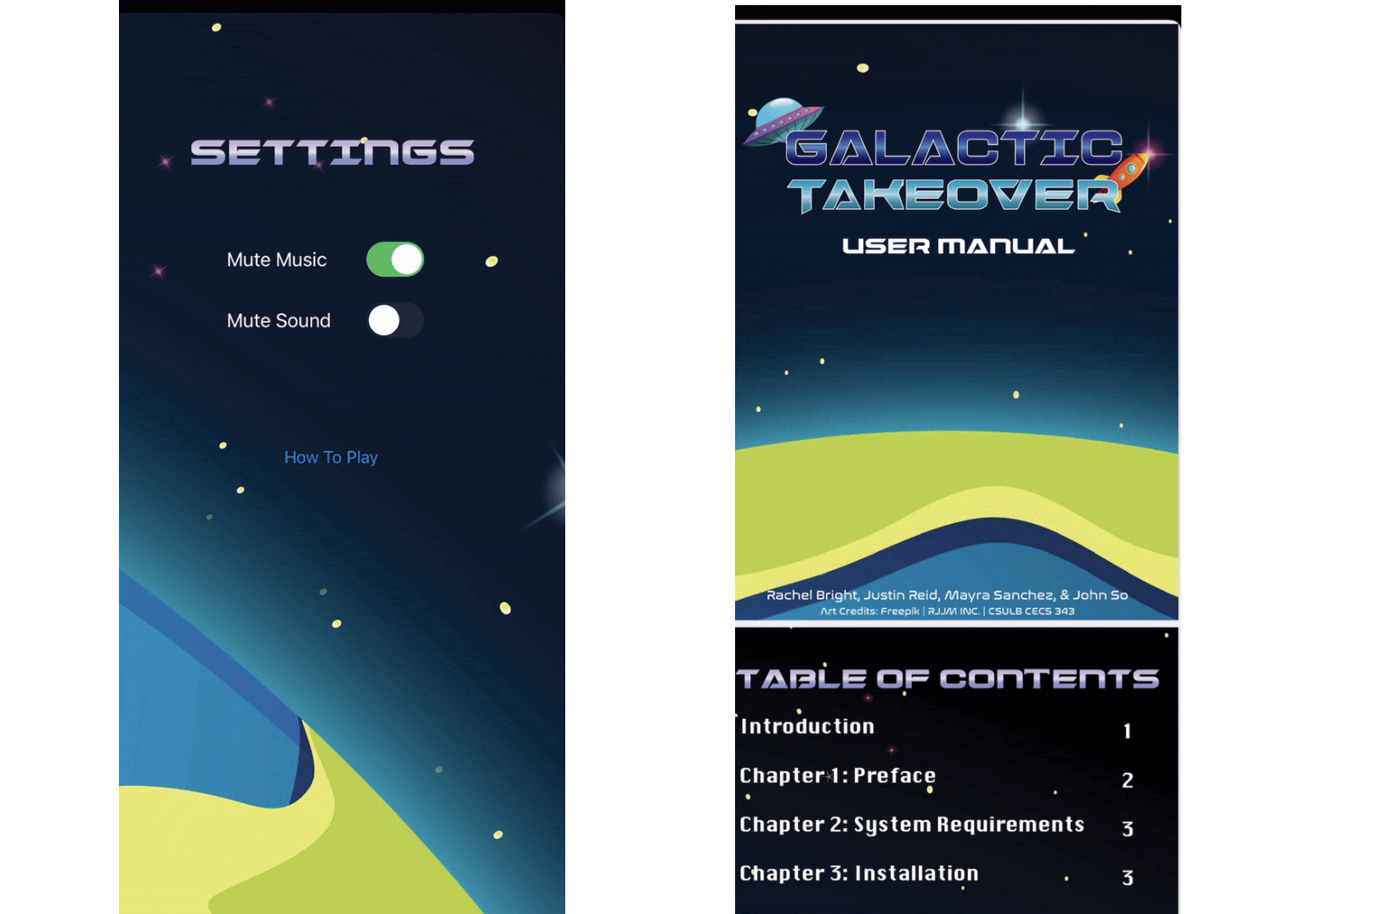 SETTINGS
Mute Music
Mute Sound
How To Play
GALACTIC
TAKEOVER
USER MANUAL
Rachel Bright, Justin Reid, Mayra Sanchez, & John So
Art Credits: Freepik | RJJM INC. | CSULB CECS 343
TABLE OF CONTENTS
Introduction 1
Chapter 1: Preface 2
Chapter 2: System Requirements 3
Chapter 3: Installation 3